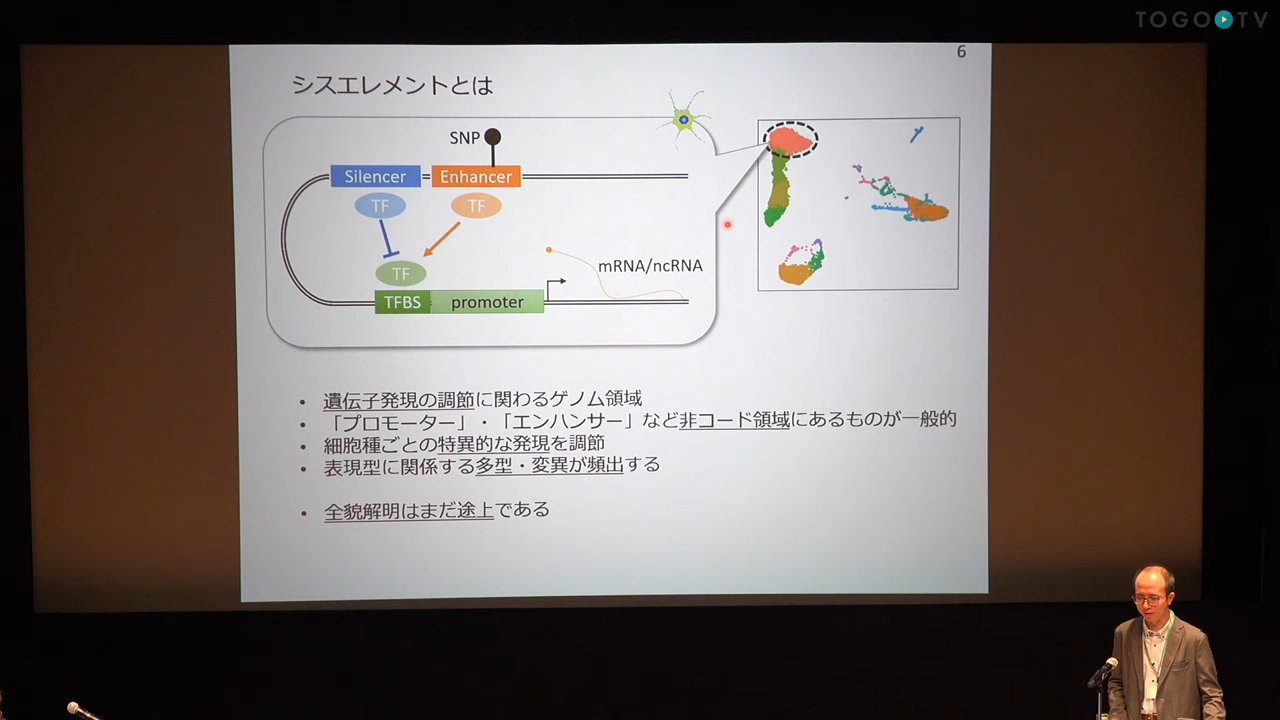 TOGO TV
6
シスエレメントとは
SNP
Silencer
Enhancer
TF
TF
TF
mRNA/ncRNA
TFBS
promoter
• 遺伝子発現の調節に関わるゲノム領域
• 「プロモーター」・「エンハンサー」など非コード領域にあるものが一般的
• 細胞種ごとの特異的な発現を調節
• 表現型に関係する多型・変異が頻出する
• 全貌解明はまだ途上である